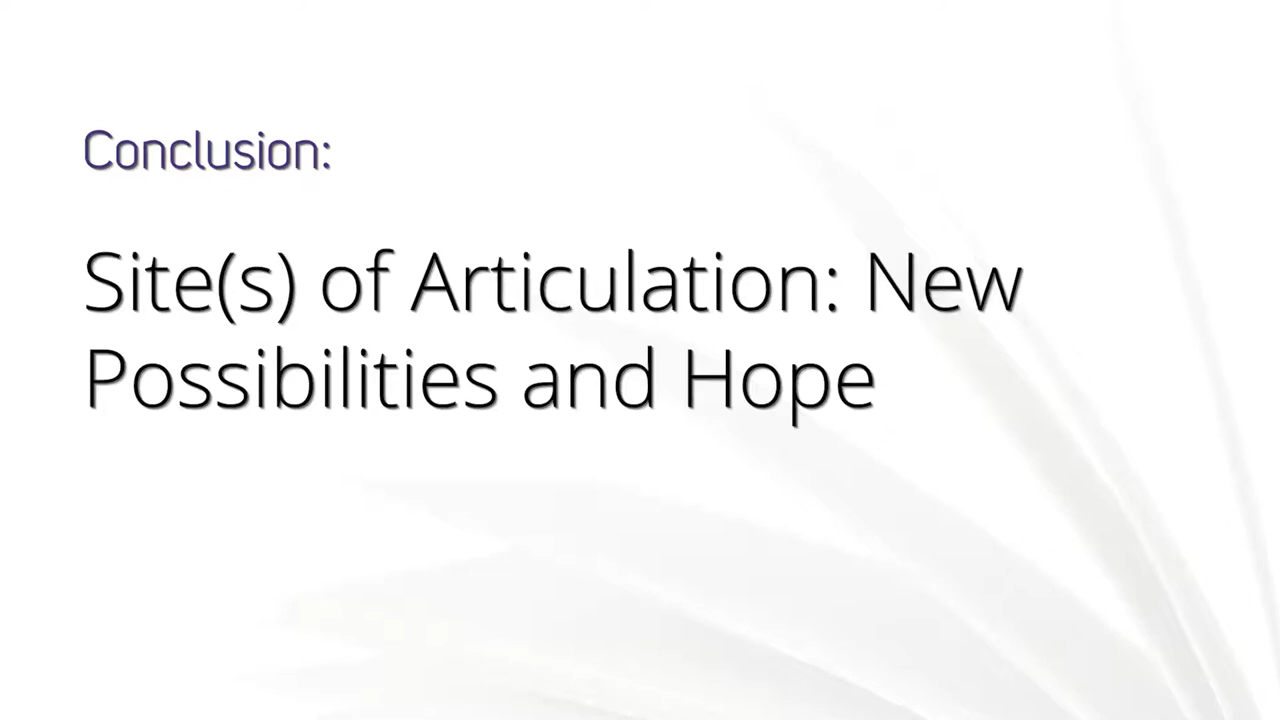 Conclusion:
Site(s) of Articulation: New
Possibilities and Hope